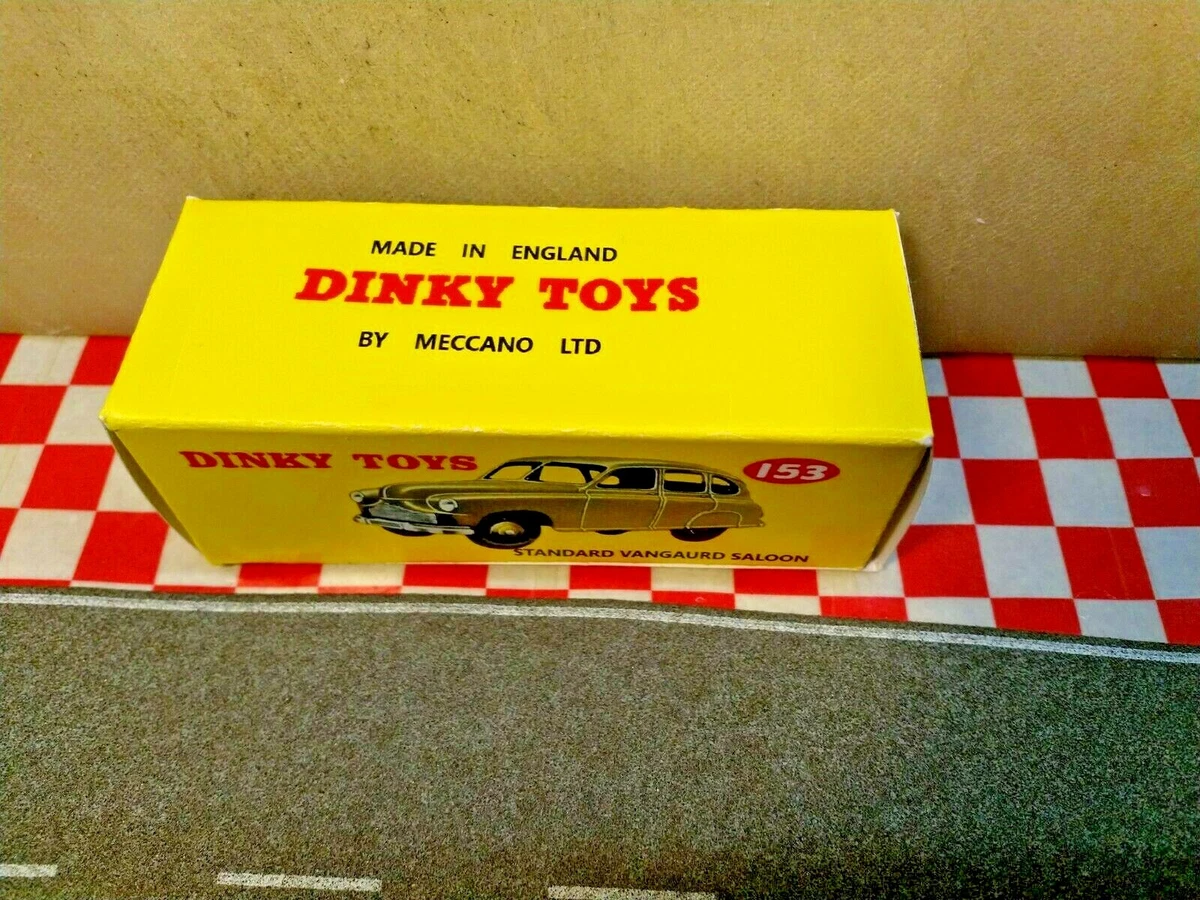 MADE IN ENGLAND
DINKY TOYS
BY MECCANO LTD
DINKY TOYS
153
STANDARD VANGAURD SALOON